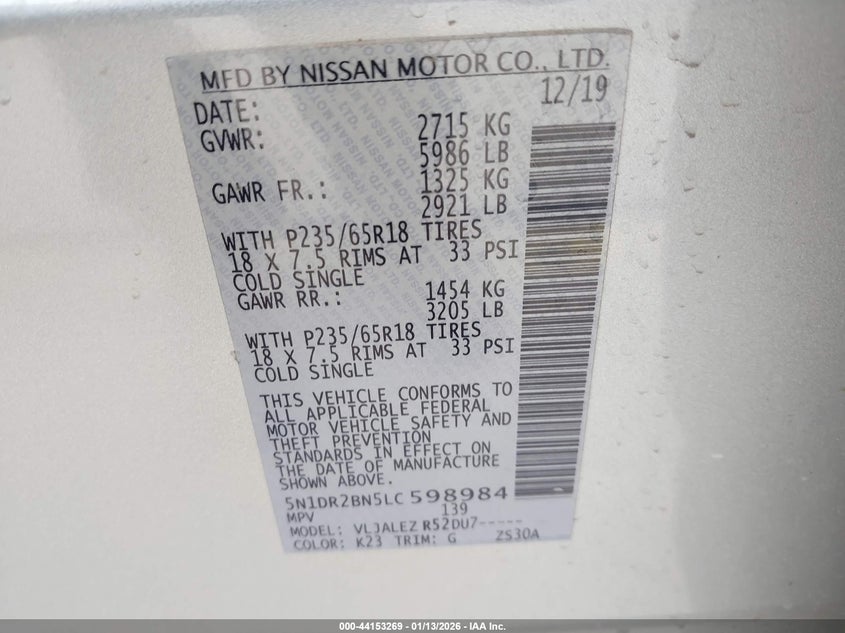 MFD BY NISSAN MOTOR CO., LTD.
DATE: 12/19
GVWR: 2715 KG
5986 LB
GAWR FR.: 1325 KG
2921 LB
WITH P235/65R18 TIRES
18 X 7.5 RIMS AT 33 PSI
COLD SINGLE
GAWR RR.: 1454 KG
3205 LB
WITH P235/65R18 TIRES
18 X 7.5 RIMS AT 33 PSI
COLD SINGLE
THIS VEHICLE CONFORMS TO
ALL APPLICABLE FEDERAL
MOTOR VEHICLE SAFETY AND
THEFT PREVENTION
STANDARDS IN EFFECT ON
THE DATE OF MANUFACTURE
SHOWN ABOVE.
5N1DR2BN5LC 598984
MPV 139
MODEL: VLJALEZ R52DU7-----
COLOR: K23 TRIM: G ZS30A
000-44153269 - 01/13/2026 - IAA Inc.